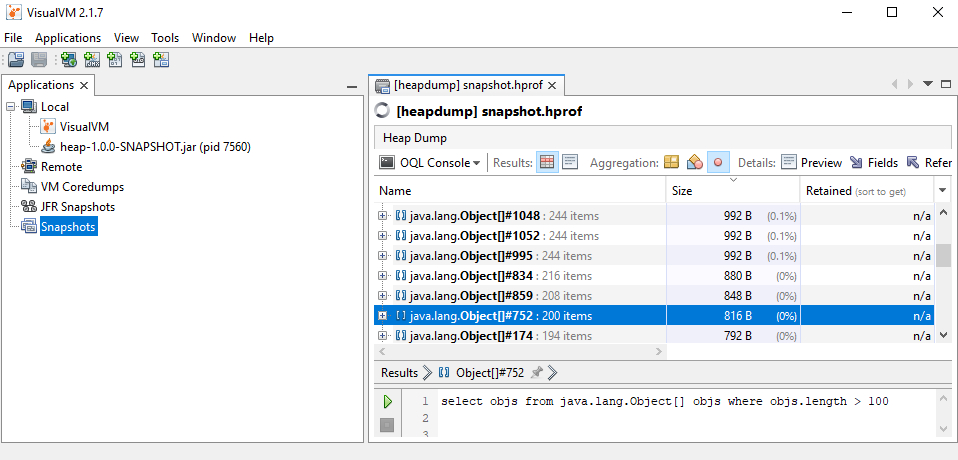 VisualVM 2.1.7
File Applications View Tools Window Help
Applications
Local
VisualVM
heap-1.0.0-SNAPSHOT.jar (pid 7560)
Remote
VM Coredumps
JFR Snapshots
Snapshots
[heapdump] snapshot.hprof
[heapdump] snapshot.hprof
Heap Dump
OQL Console Results: Aggregation: Details: Preview Fields Refer
Name Size Retained (sort to get)
java.lang.Object[]#1048 : 244 items 992 B (0.1%) n/a
java.lang.Object[]#1052 : 244 items 992 B (0.1%) n/a
java.lang.Object[]#995 : 244 items 992 B (0.1%) n/a
java.lang.Object[]#834 : 216 items 880 B (0%) n/a
java.lang.Object[]#859 : 208 items 848 B (0%) n/a
java.lang.Object[]#752 : 200 items 816 B (0%) n/a
java.lang.Object[]#174 : 194 items 792 B (0%) n/a
Results Object[]#752
1 select objs from java.lang.Object[] objs where objs.length > 100
2
3